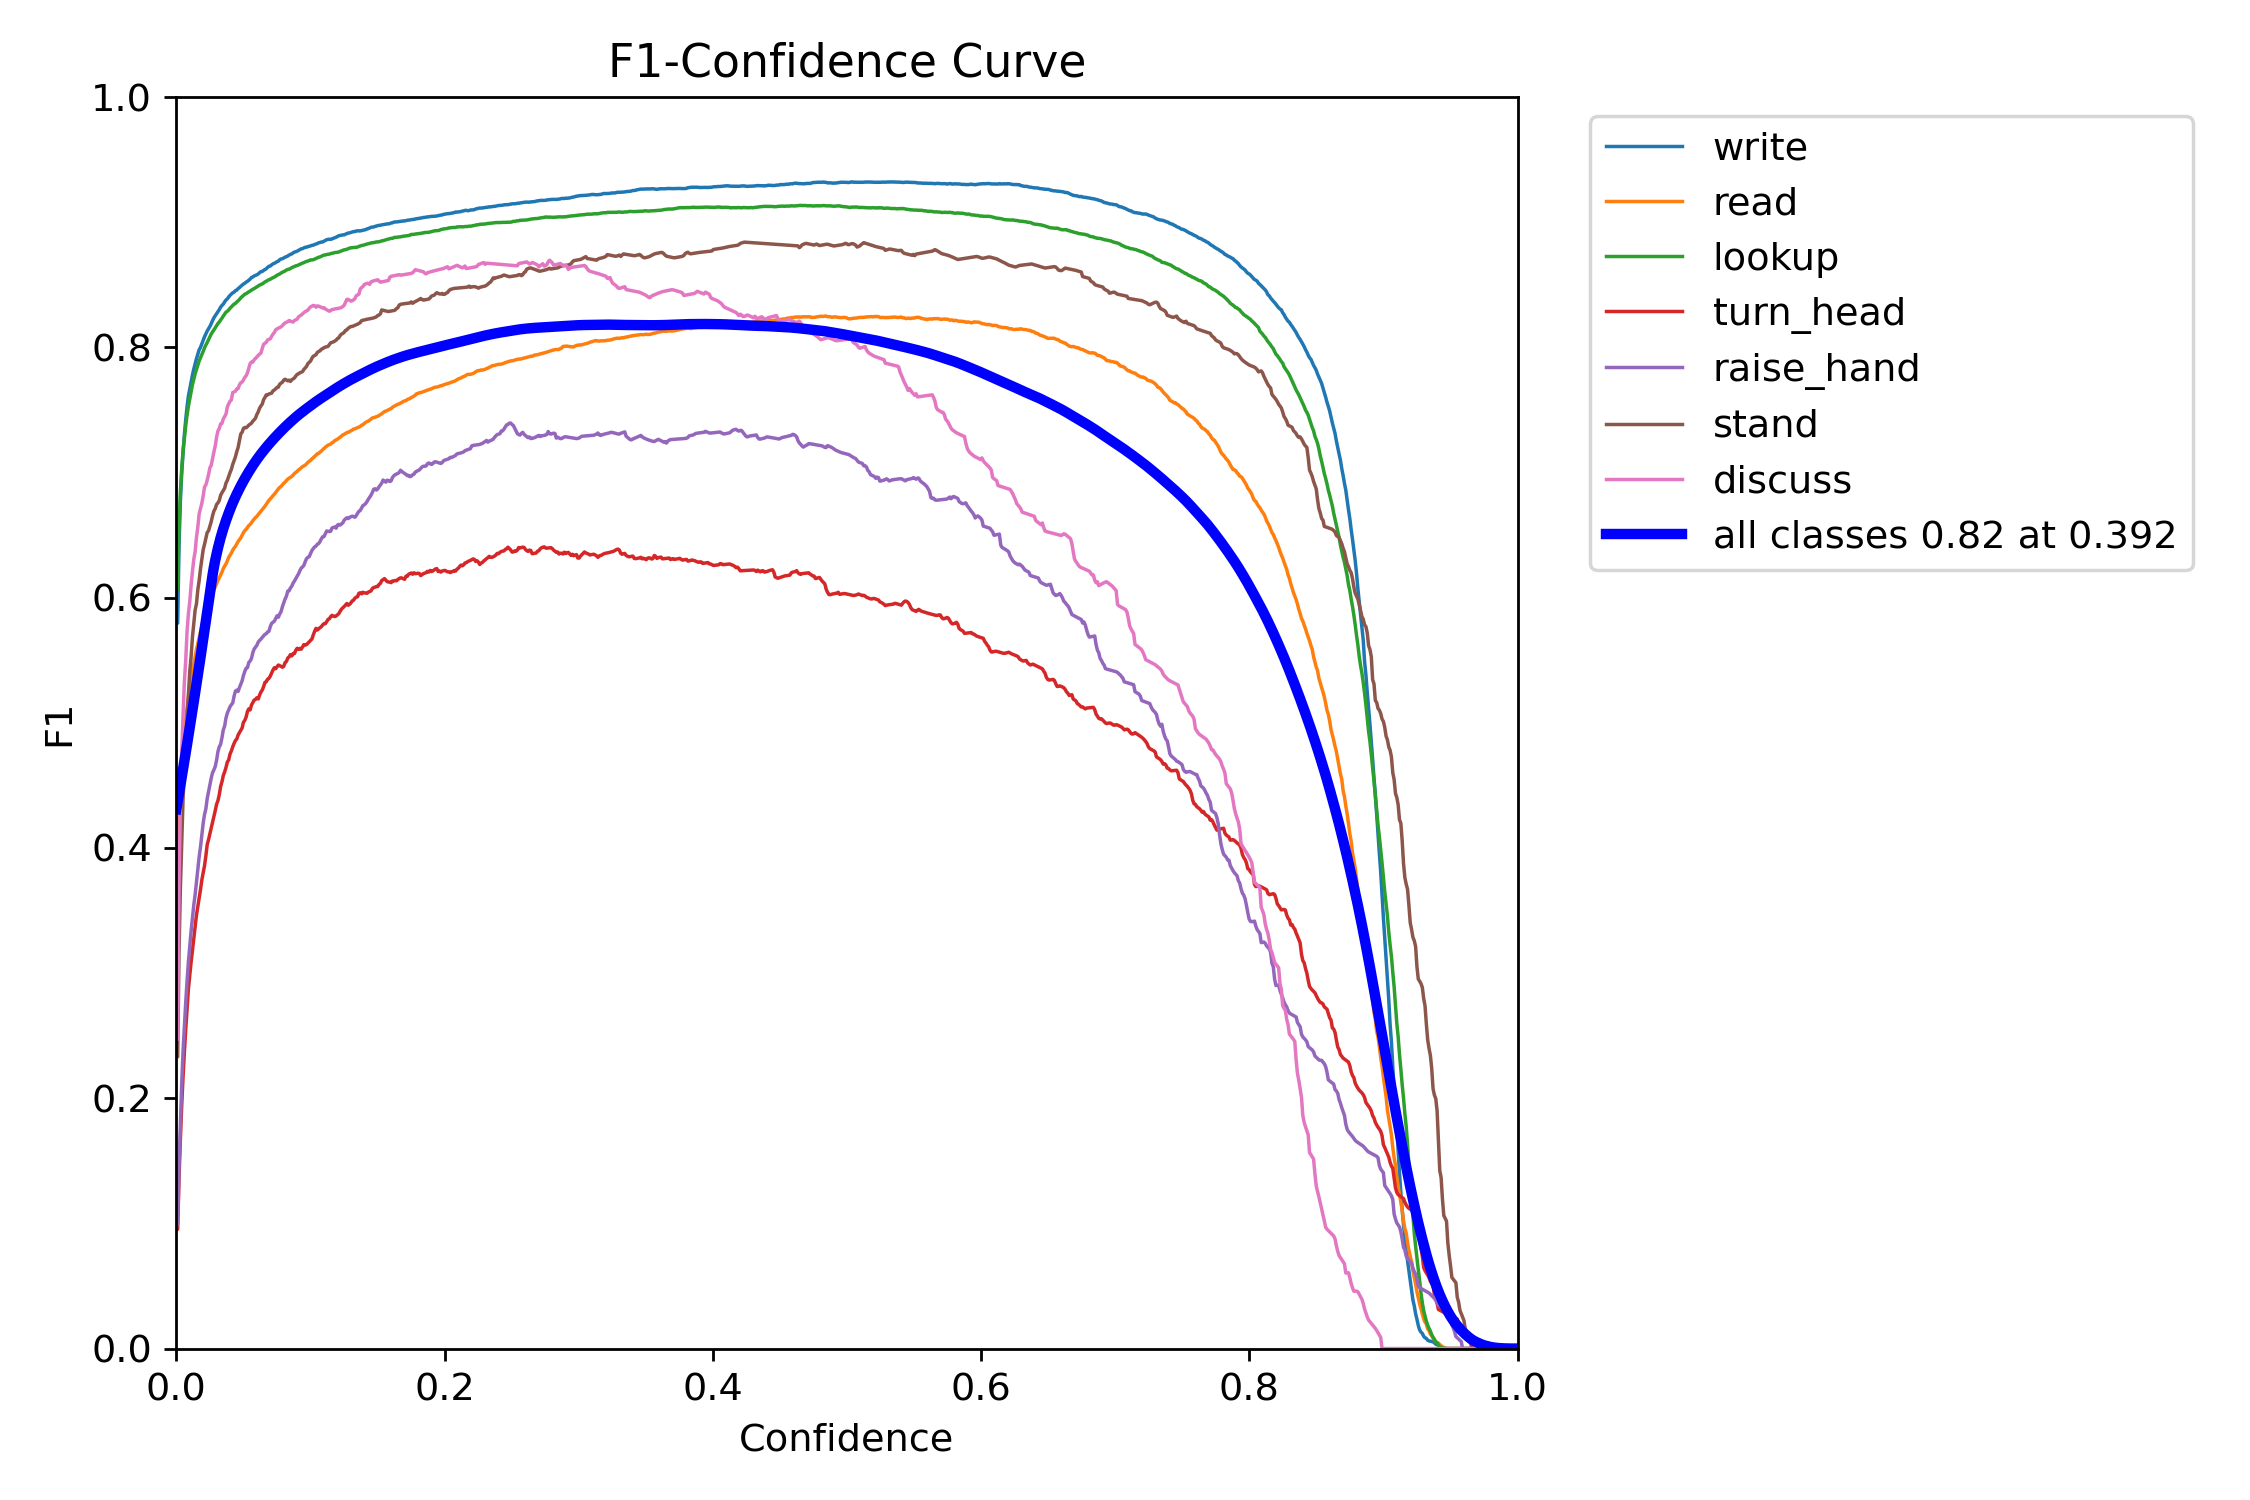 F1-Confidence Curve
1.0
0.8
0.6
0.4
0.2
0.0
F1
0.0 0.2 0.4 0.6 0.8 1.0
Confidence
write
read
lookup
turn_head
raise_hand
stand
discuss
all classes 0.82 at 0.392